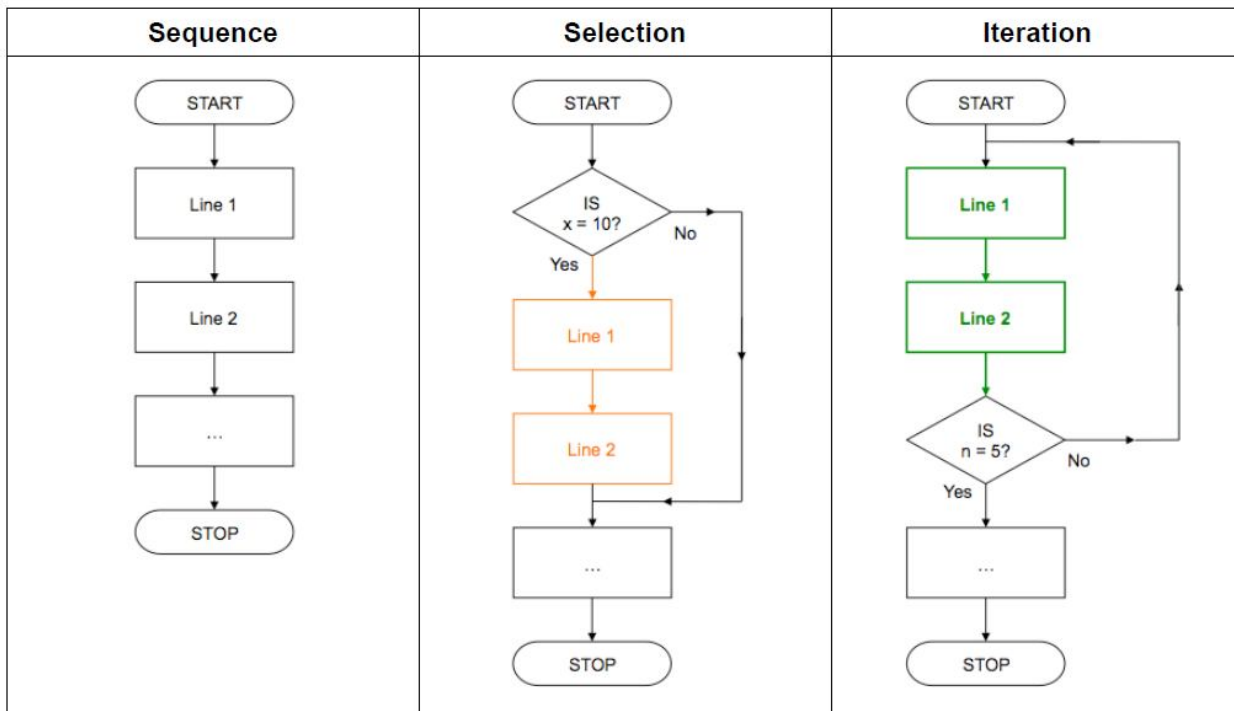 Sequence
Selection
Iteration
START
Line 1
Line 2
...
STOP
START
IS
x = 10?
No
Yes
Line 1
Line 2
...
STOP
START
Line 1
Line 2
IS
n = 5?
No
Yes
...
STOP